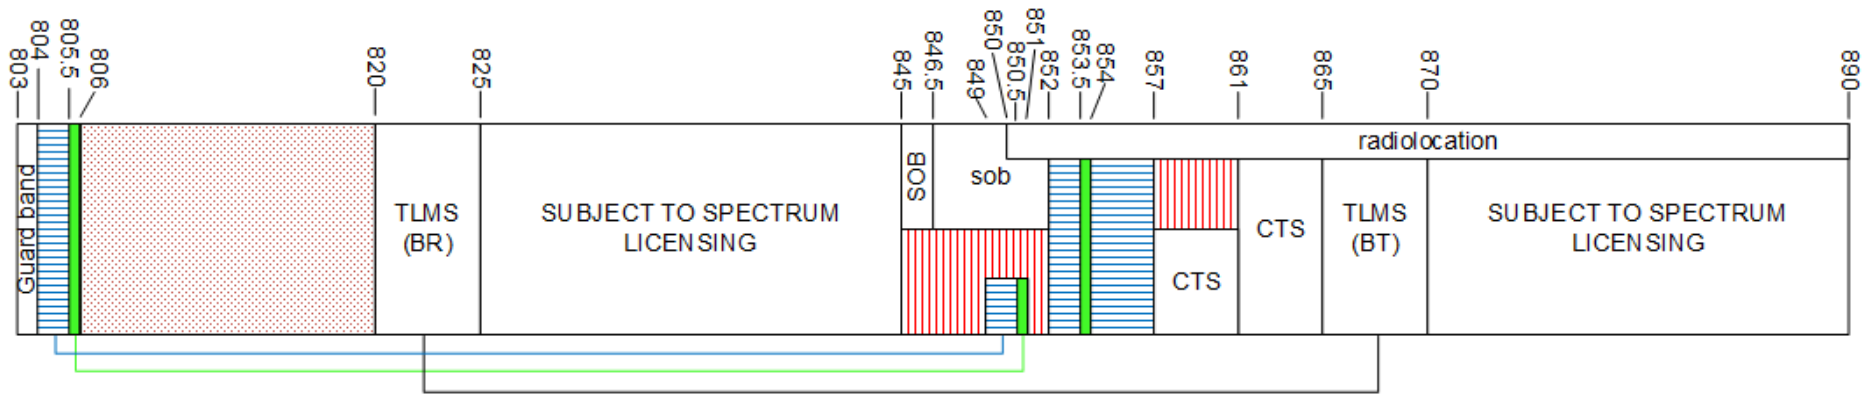 803
804
805.5
806
820
825
845
846.5
849
850
850.5
851
852
853.5
854
857
861
865
870
890
radiolocation
Guard band
TLMS
(BR)
SUBJECT TO SPECTRUM
LICENSING
BOS
sob
CTS
CTS
TLMS
(BT)
SUBJECT TO SPECTRUM
LICENSING